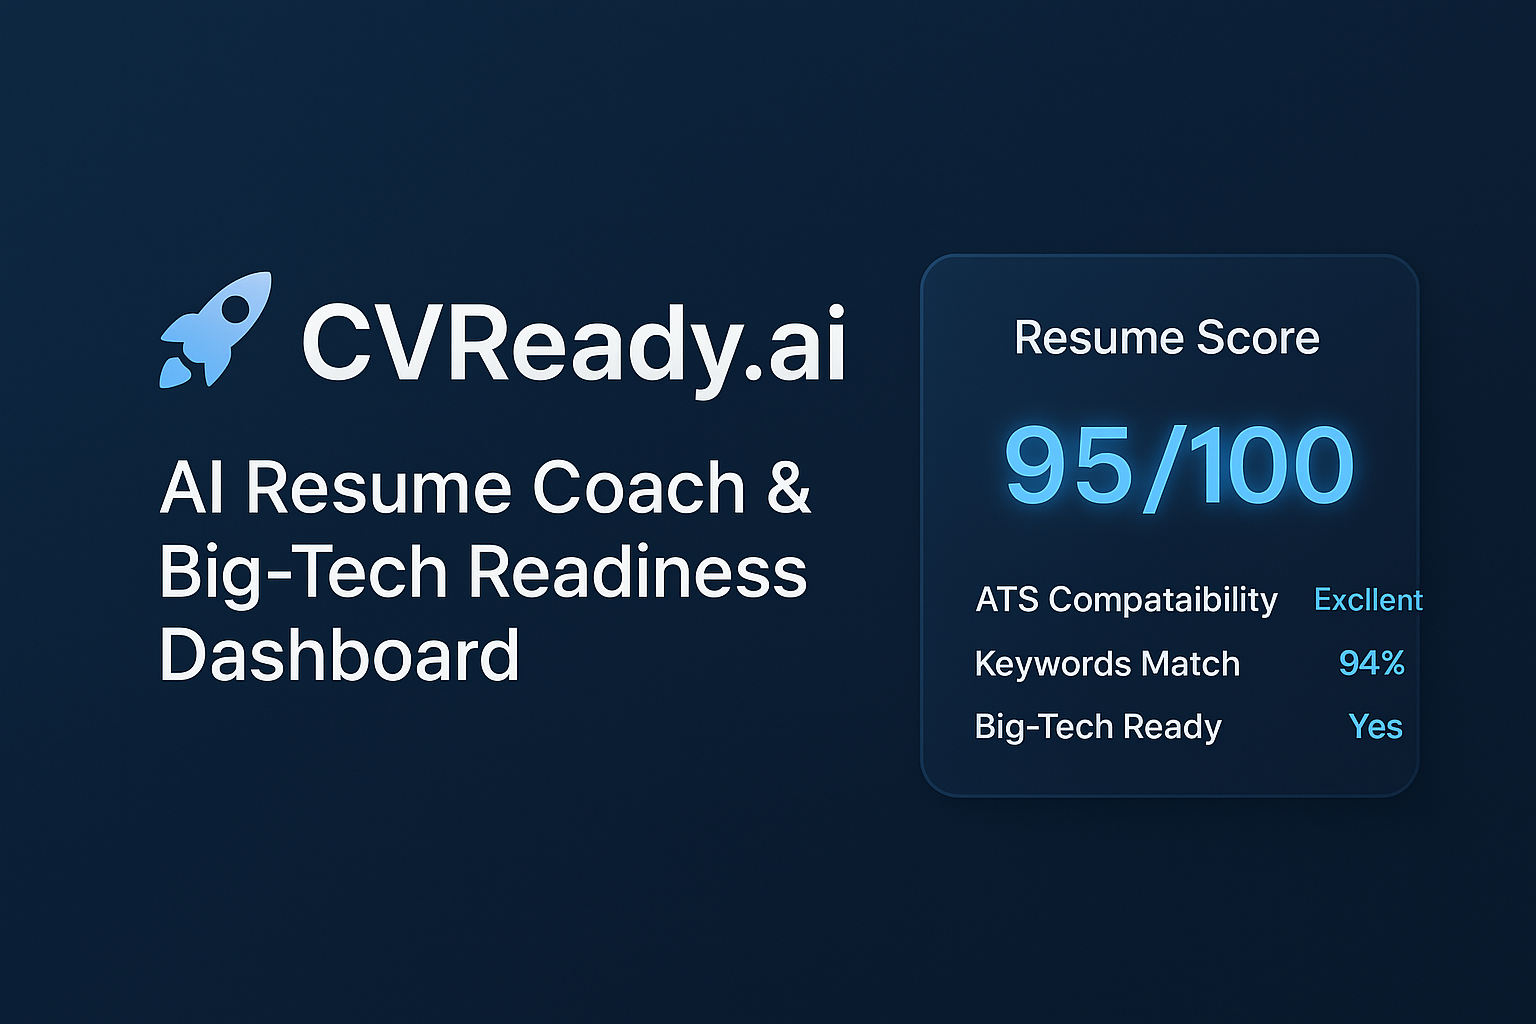 CVReady.ai
AI Resume Coach &
Big-Tech Readiness
Dashboard
Resume Score
95/100
ATS Compataibility Excllent
Keywords Match 94%
Big-Tech Ready Yes